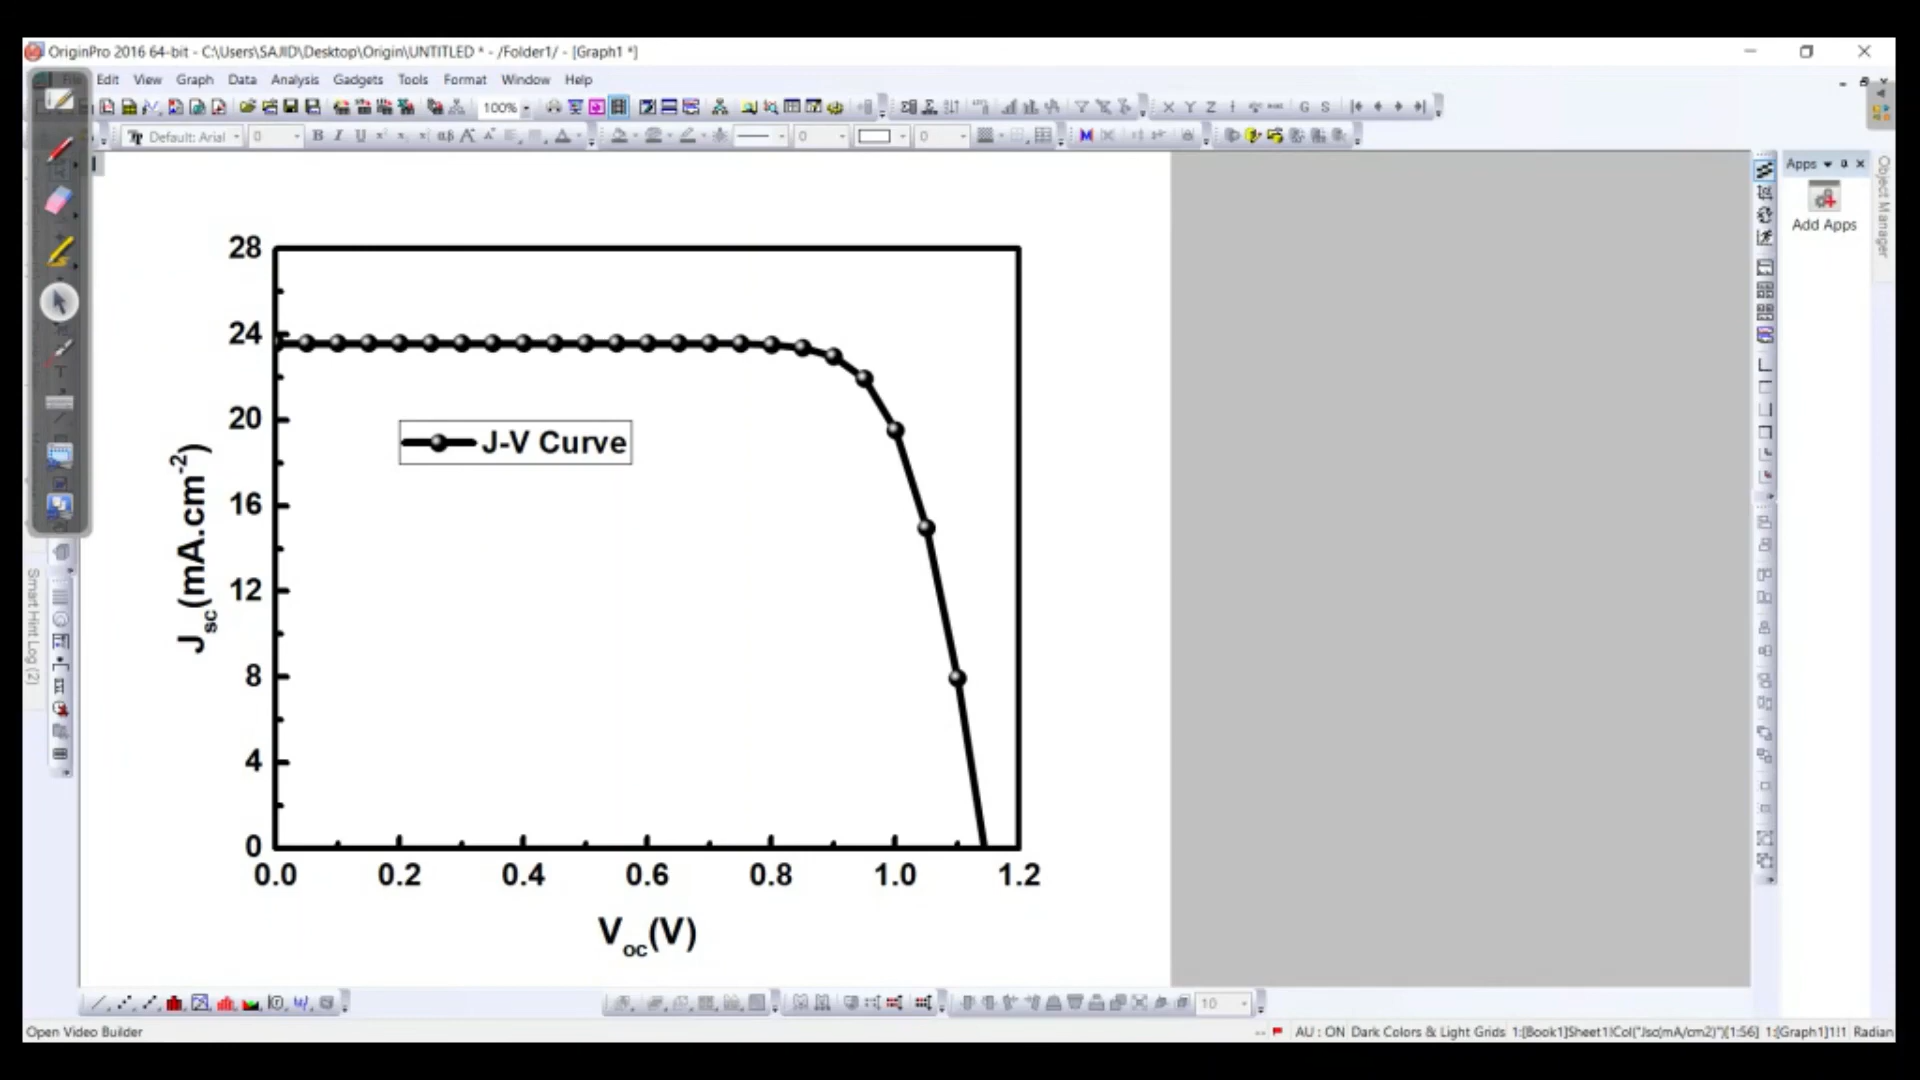 OriginPro 2016 64-bit - C:\Users\SAJID\Desktop\Origin\UNTITLED * - /Folder1/ - [Graph1 *]
Edit View Graph Data Analysis Gadgets Tools Format Window Help
100%
X Y Z
G S
Default: Arial 0 B I U 0 0
Apps
Add Apps
Object Manager
Smart Hint Log (2)
28
24
20
16
12
8
4
0
J-V Curve
Jsc(mA.cm-2)
0.0 0.2 0.4 0.6 0.8 1.0 1.2
Voc(V)
10
Open Video Builder
AU : ON Dark Colors & Light Grids 1:[Book1]Sheet1!Col("Jsc(mA/cm2)")[1:56] 1:[Graph1]1!1 Radian